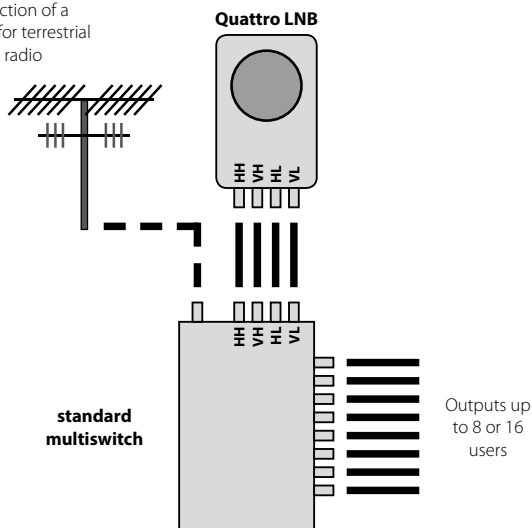 ction of a
for terrestrial
radio
Quattro LNB
HH
VH
HL
VL
HH
VH
HL
VL
standard
multiswitch
Outputs up
to 8 or 16
users